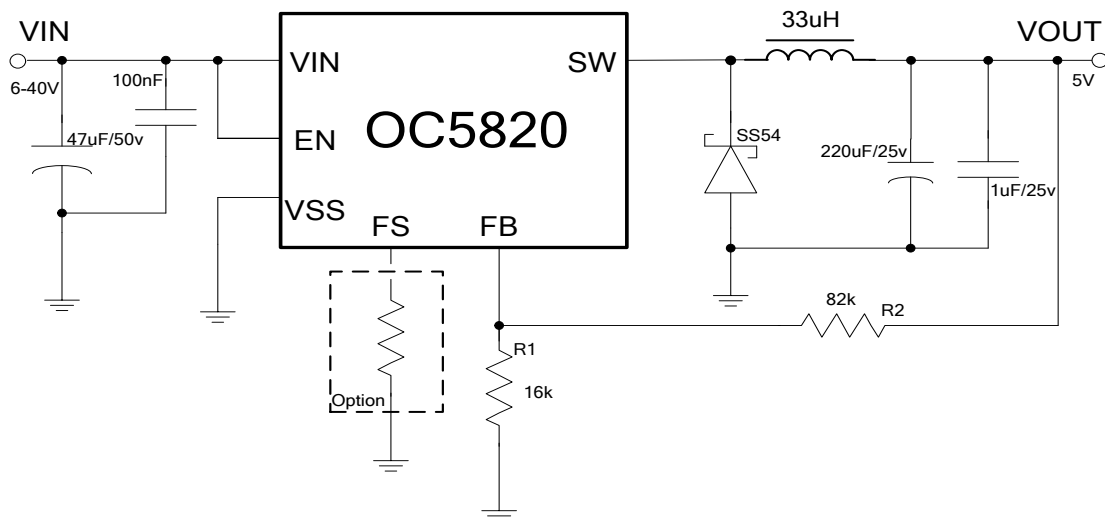 33uH
VIN
VOUT
VIN
SW
6-40V
100nF
5V
OC5820
47uF/50v
EN
SS54
220uF/25v
1uF/25v
VSS
FS
FB
82k
R2
R1
16k
Option